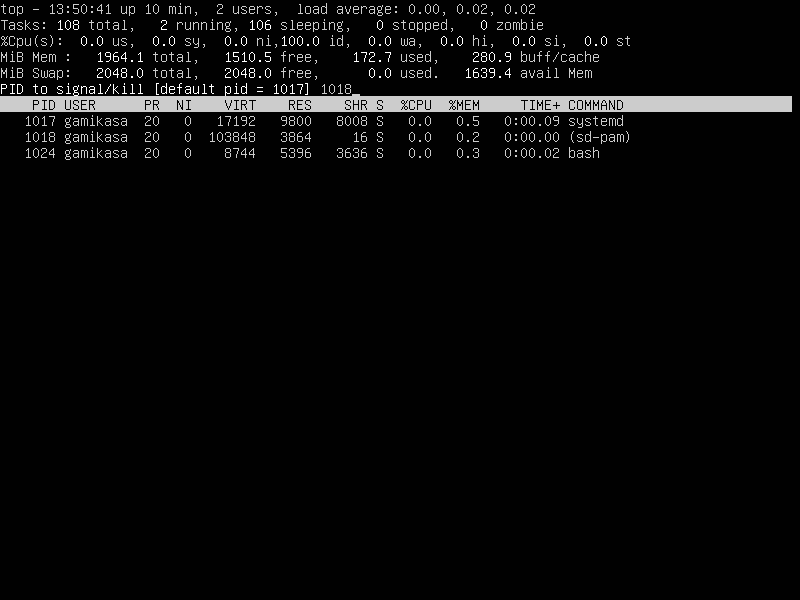 top - 13:50:41 up 10 min,  2 users,  load average: 0.00, 0.02, 0.02
Tasks: 108 total,   2 running, 106 sleeping,   0 stopped,   0 zombie
%Cpu(s):  0.0 us,  0.0 sy,  0.0 ni,100.0 id,  0.0 wa,  0.0 hi,  0.0 si,  0.0 st
MiB Mem :   1964.1 total,   1510.5 free,    172.7 used,    280.9 buff/cache
MiB Swap:   2048.0 total,   2048.0 free,      0.0 used.   1639.4 avail Mem
PID to signal/kill [default pid = 1017] 1018_
    PID USER      PR  NI    VIRT    RES    SHR S  %CPU  %MEM     TIME+ COMMAND
   1017 gamikasa  20   0   17192   9800   8008 S   0.0   0.5   0:00.09 systemd
   1018 gamikasa  20   0  103848   3864     16 S   0.0   0.2   0:00.00 (sd-pam)
   1024 gamikasa  20   0    8744   5396   3636 S   0.0   0.3   0:00.02 bash